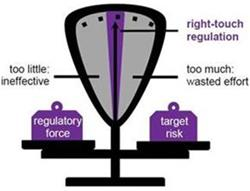 right-touch
regulation
too little:
ineffective
too much:
wasted effort
regulatory
force
target
risk